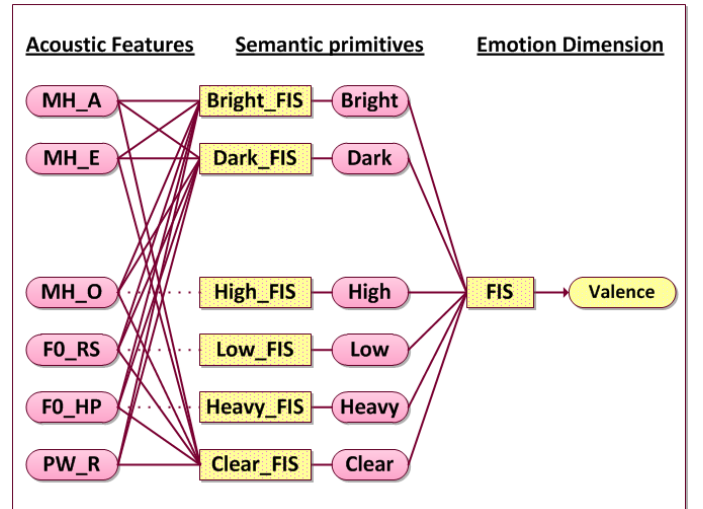 Acoustic Features Semantic primitives Emotion Dimension
MH_A Bright_FIS Bright
MH_E Dark_FIS Dark
MH_O High_FIS High FIS Valence
F0_RS Low_FIS Low
F0_HP Heavy_FIS Heavy
PW_R Clear_FIS Clear